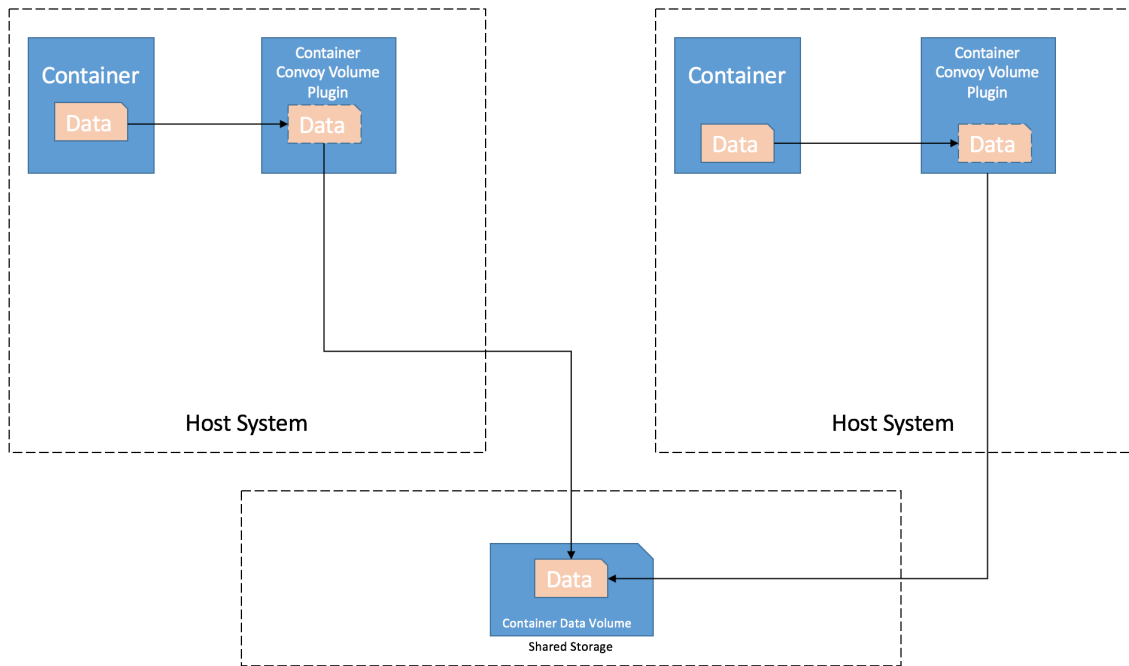 Container
Data
Container
Convoy Volume
Plugin
Data
Host System
Container
Data
Container
Convoy Volume
Plugin
Data
Host System
Data
Container Data Volume
Shared Storage